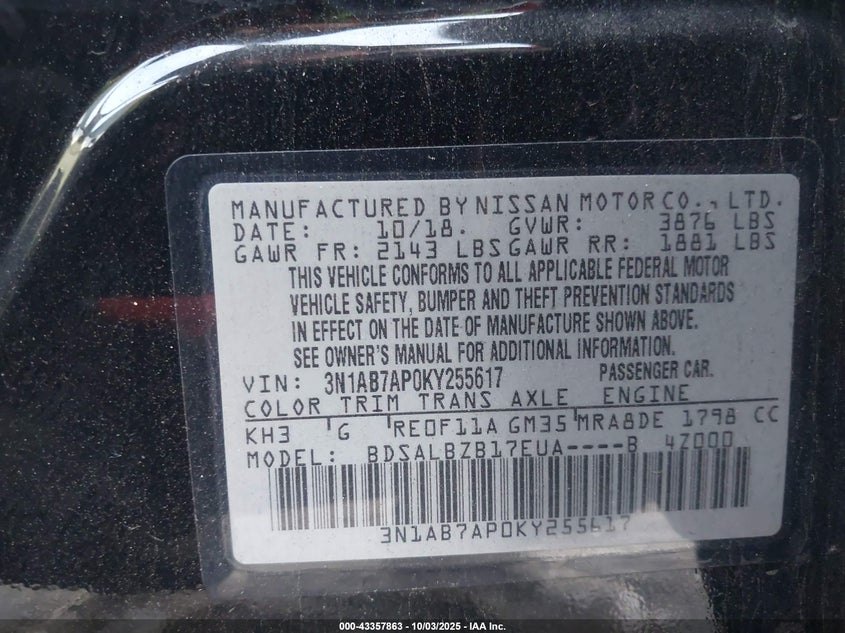 MANUFACTURED BY NISSAN MOTOR CO., LTD.
DATE: 10/18. GVWR: 3876 LBS
GAWR FR: 2143 LBS GAWR RR: 1881 LBS
THIS VEHICLE CONFORMS TO ALL APPLICABLE FEDERAL MOTOR
VEHICLE SAFETY, BUMPER AND THEFT PREVENTION STANDARDS
IN EFFECT ON THE DATE OF MANUFACTURE SHOWN ABOVE.
SEE OWNER'S MANUAL FOR ADDITIONAL INFORMATION.
VIN: 3N1AB7AP0KY255617 PASSENGER CAR.
COLOR TRIM TRANS AXLE ENGINE
KH3 G RE0F11A GM35 MRA8DE 1798 CC
MODEL: BDSALBZB17EUA----B 4Z000
3N1AB7AP0KY255617
000-43357863 - 10/03/2025 - IAA Inc.